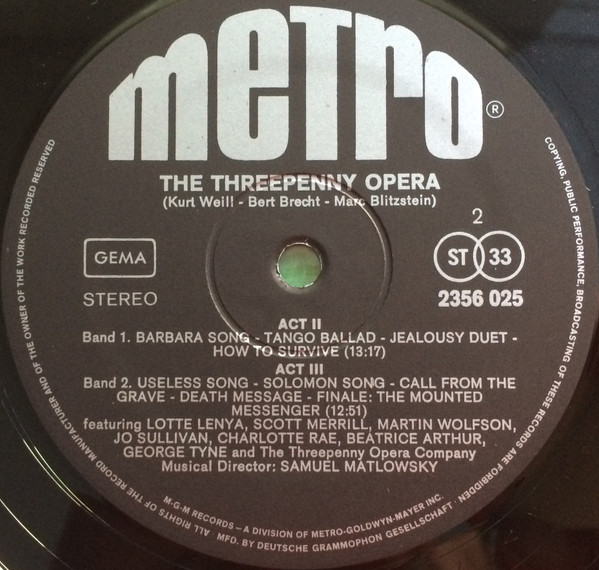 metro ®
THE THREEPENNY OPERA
(Kurt Weill - Bert Brecht - Marc Blitzstein)
2
GEMA
ST 33
STEREO
2356 025
ACT II
Band 1. BARBARA SONG - TANGO BALLAD - JEALOUSY DUET -
HOW TO SURVIVE (13:17)
ACT III
Band 2. USELESS SONG - SOLOMON SONG - CALL FROM THE
GRAVE - DEATH MESSAGE - FINALE: THE MOUNTED
MESSENGER (12:51)
featuring LOTTE LENYA, SCOTT MERRILL, MARTIN WOLFSON,
JO SULLIVAN, CHARLOTTE RAE, BEATRICE ARTHUR,
GEORGE TYNE and The Threepenny Opera Company
Musical Director: SAMUEL MATLOWSKY
M-G-M RECORDS – A DIVISION OF METRO-GOLDWYN-MAYER INC.
ALL RIGHTS OF THE MANUFACTURER AND OF THE OWNER OF THE WORK RECORDED RESERVED
COPYING, PUBLIC PERFORMANCE, BROADCASTING OF THESE RECORDS ARE FORBIDDEN
· MFD. BY DEUTSCHE GRAMMOPHON GESELLSCHAFT ·